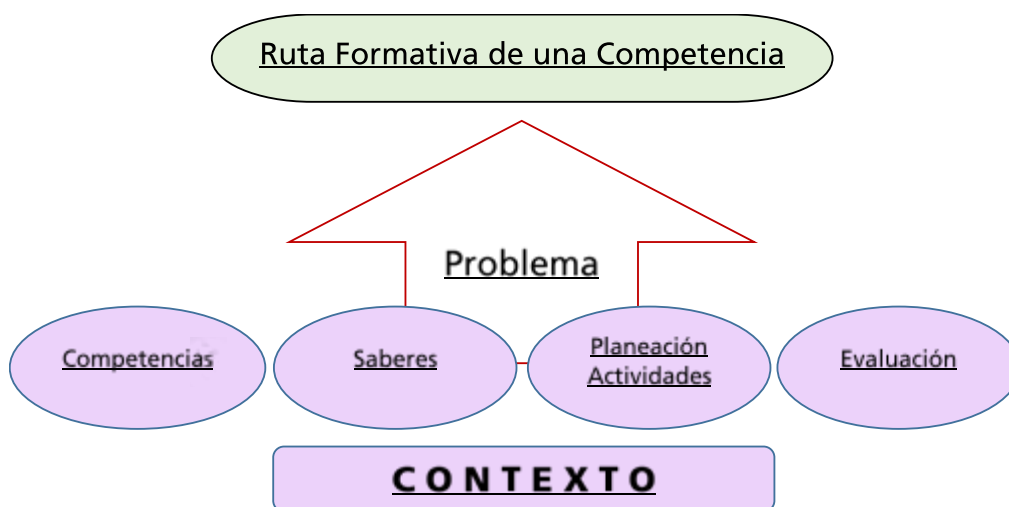 Ruta Formativa de una Competencia
Problema
Competencias
Saberes
Planeación
Actividades
Evaluación
CONTEXTO